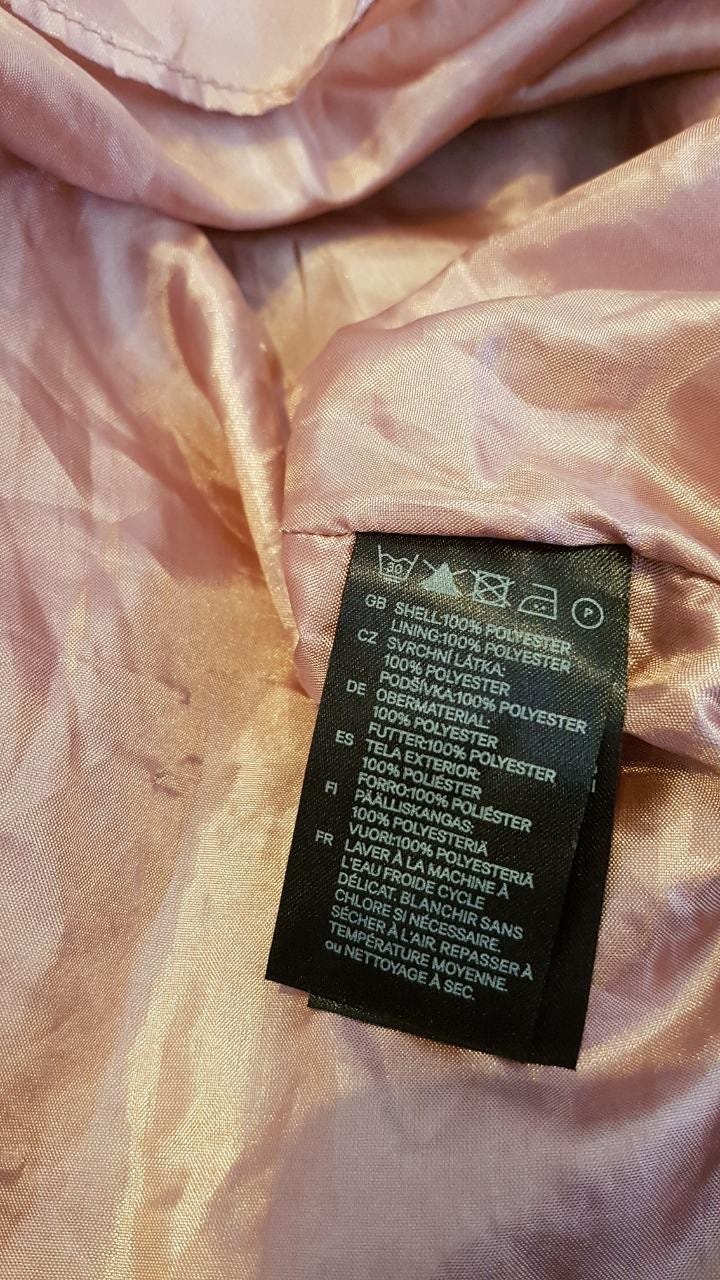 30 P
GB SHELL:100% POLYESTER
LINING:100% POLYESTER
CZ SVRCHNÍ LÁTKA:
100% POLYESTER
PODŠÍVKA:100% POLYESTER
DE OBERMATERIAL:
100% POLYESTER
FUTTER:100% POLYESTER
ES TELA EXTERIOR:
100% POLIÉSTER
FORRO:100% POLIÉSTER
FI PÄÄLLISKANGAS:
100% POLYESTERIÄ
VUORI:100% POLYESTERIÄ
FR LAVER À LA MACHINE À
L'EAU FROIDE CYCLE
DÉLICAT. BLANCHIR SANS
CHLORE SI NÉCESSAIRE.
SÉCHER À L'AIR. REPASSER À
TEMPÉRATURE MOYENNE.
ou NETTOYAGE À SEC.